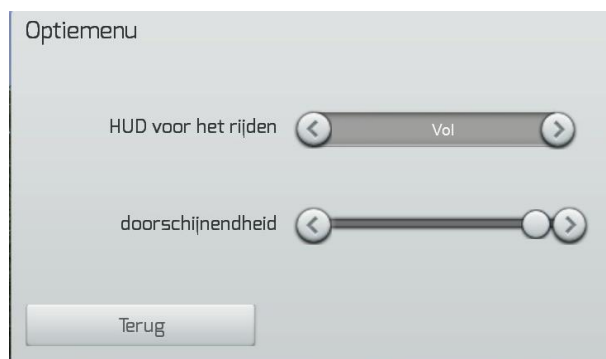 Optiemenu
HUD voor het rijden
Vol
doorschijnendheid
Terug